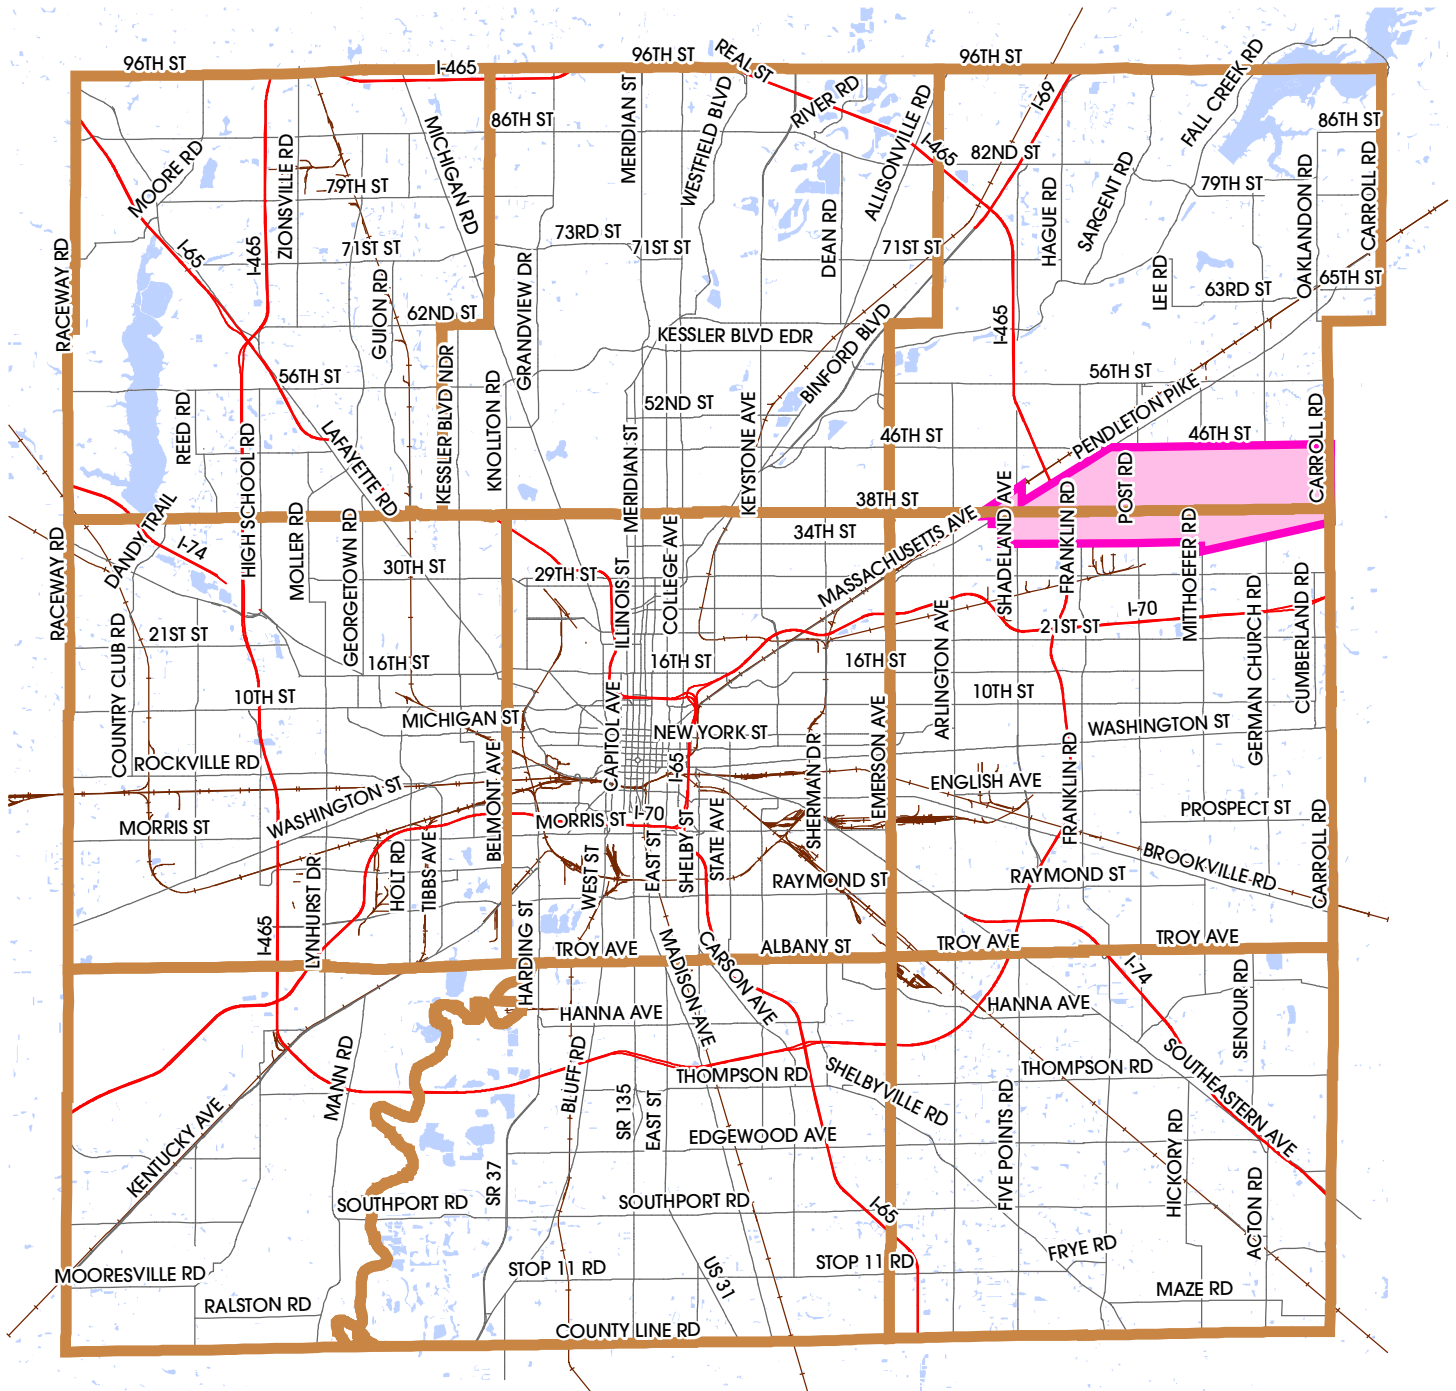 96TH ST
I-465
96TH ST
REAL ST
96TH ST
FALL CREEK RD
I-69
RIVER RD
ALLISONVILLE RD
MERIDIAN ST
WESTFIELD BLVD
86TH ST
86TH ST
MICHIGAN RD
MOORE RD
ZIONSVILLE RD
I-465
82ND ST
SARGENT RD
HAGUE RD
79TH ST
79TH ST
OAKLANDON RD
CARROLL RD
DEAN RD
RACEWAY RD
I-65
I-465
71ST ST
73RD ST
71ST ST
71ST ST
GUION RD
GRANDVIEW DR
LEE RD
63RD ST
65TH ST
62ND ST
KESSLER BLVD EDR
BINFORD BLVD
I-465
56TH ST
KESSLER BLVD NDR
KNOLLTON RD
56TH ST
PENDLETON PIKE
REED RD
HIGH SCHOOL RD
LAFAYETTE RD
52ND ST
MERIDIAN ST
KEYSTONE AVE
46TH ST
46TH ST
CARROLL RD
POST RD
38TH ST
SHADELAND AVE
FRANKLIN RD
DANDY TRAIL
I-74
MOLLER RD
GEORGETOWN RD
COLLEGE AVE
34TH ST
MASSACHUSETTS AVE
MITTHOEFER RD
RACEWAY RD
30TH ST
29TH ST
ILLINOIS ST
I-70
GERMAN CHURCH RD
CUMBERLAND RD
COUNTRY CLUB RD
21ST ST
21ST ST
ARLINGTON AVE
16TH ST
16TH ST
16TH ST
10TH ST
10TH ST
CAPITOL AVE
MICHIGAN ST
NEW YORK ST
EMERSON AVE
WASHINGTON ST
FRANKLIN RD
SHERMAN DR
ROCKVILLE RD
BELMONT AVE
I-65
ENGLISH AVE
WASHINGTON ST
MORRIS ST
MORRIS ST
I-70
PROSPECT ST
CARROLL RD
STATE AVE
SHELBY ST
EAST ST
WEST ST
HOLT RD
TIBBS AVE
LYNHURST DR
BROOKVILLE RD
RAYMOND ST
RAYMOND ST
I-465
HARDING ST
TROY AVE
MADISON AVE
CARSON AVE
ALBANY ST
TROY AVE
TROY AVE
I-74
SENOUR RD
HANNA AVE
HANNA AVE
MANN RD
BLUFF RD
THOMPSON RD
SHELBYVILLE RD
THOMPSON RD
SOUTHEASTERN AVE
KENTUCKY AVE
SR 135
EAST ST
EDGEWOOD AVE
FIVE POINTS RD
HICKORY RD
ACTON RD
SR 37
SOUTHPORT RD
SOUTHPORT RD
I-65
MOORESVILLE RD
STOP 11 RD
US 31
STOP 11 RD
FRYE RD
MAZE RD
RALSTON RD
COUNTY LINE RD